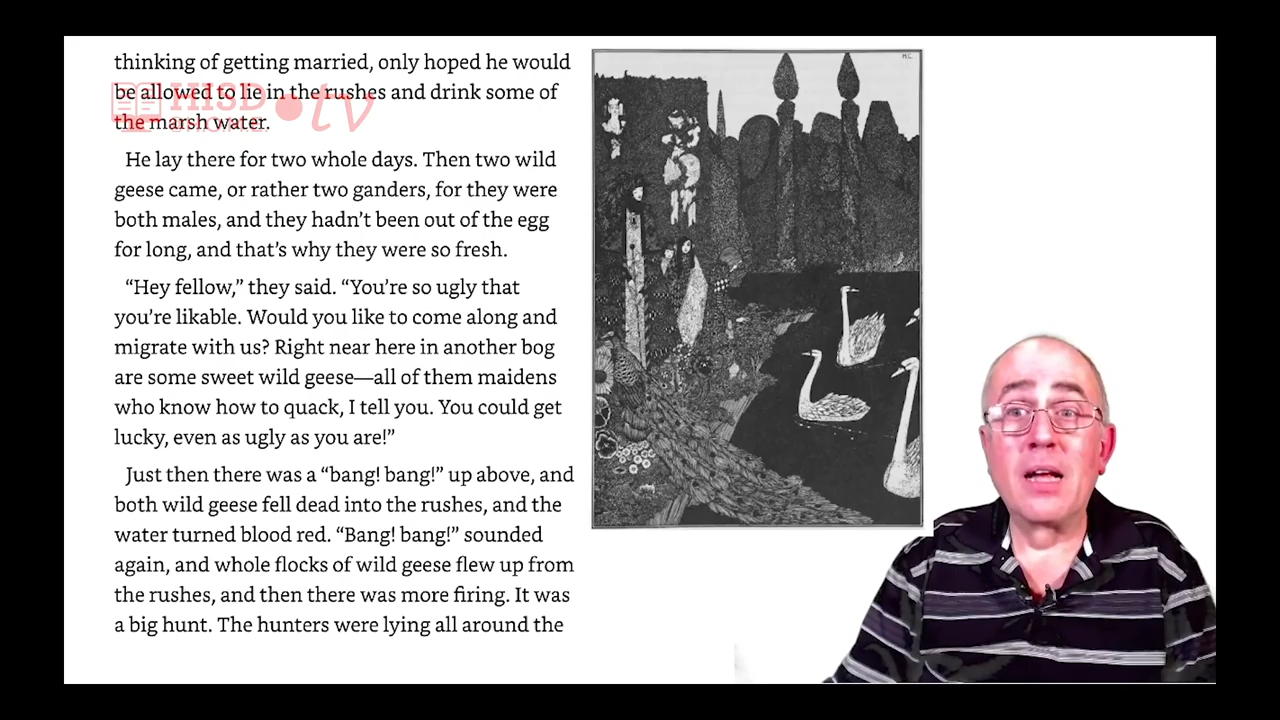 thinking of getting married, only hoped he would
be allowed to lie in the rushes and drink some of
the marsh water.
HISD
@HOME
tv
He lay there for two whole days. Then two wild
geese came, or rather two ganders, for they were
both males, and they hadn’t been out of the egg
for long, and that’s why they were so fresh.
“Hey fellow,” they said. “You’re so ugly that
you’re likable. Would you like to come along and
migrate with us? Right near here in another bog
are some sweet wild geese—all of them maidens
who know how to quack, I tell you. You could get
lucky, even as ugly as you are!”
Just then there was a “bang! bang!” up above, and
both wild geese fell dead into the rushes, and the
water turned blood red. “Bang! bang!” sounded
again, and whole flocks of wild geese flew up from
the rushes, and then there was more firing. It was
a big hunt. The hunters were lying all around the
H.C.